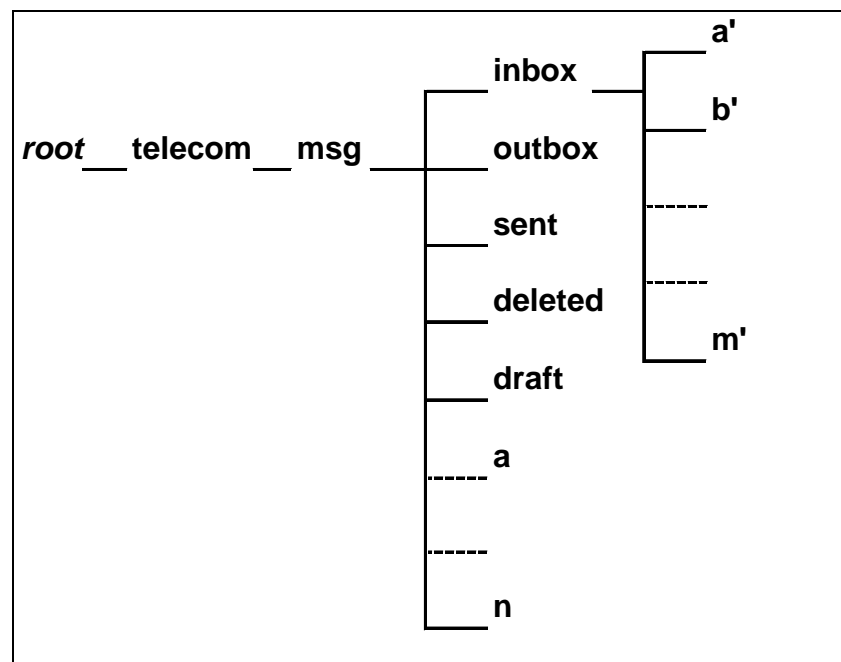 root telecom msg
inbox
outbox
sent
deleted
draft
a
n
a'
b'
m'